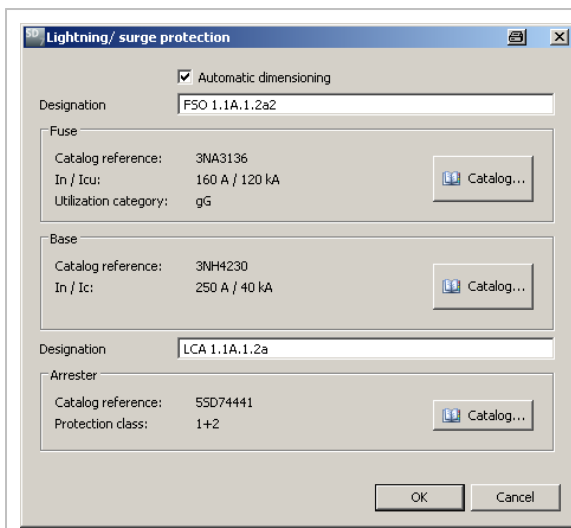 SD Lightning/ surge protection
Automatic dimensioning
Designation FSO 1.1A.1.2a2
Fuse
Catalog reference: 3NA3136
In / Icu: 160 A / 120 kA
Catalog...
Utilization category: gG
Base
Catalog reference: 3NH4230
In / Ic: 250 A / 40 kA
Catalog...
Designation LCA 1.1A.1.2a
Arrester
Catalog reference: 5SD74441
Protection class: 1+2
Catalog...
OK Cancel